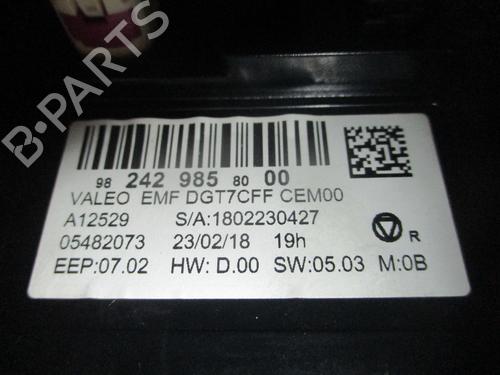 B-PARTS
98 242 985 80 00
VALEO EMF DGT7CFF CEM00
A12529 S/A:1802230427
05482073 23/02/18 19h
R
EEP:07.02 HW: D.00 SW:05.03 M:0B